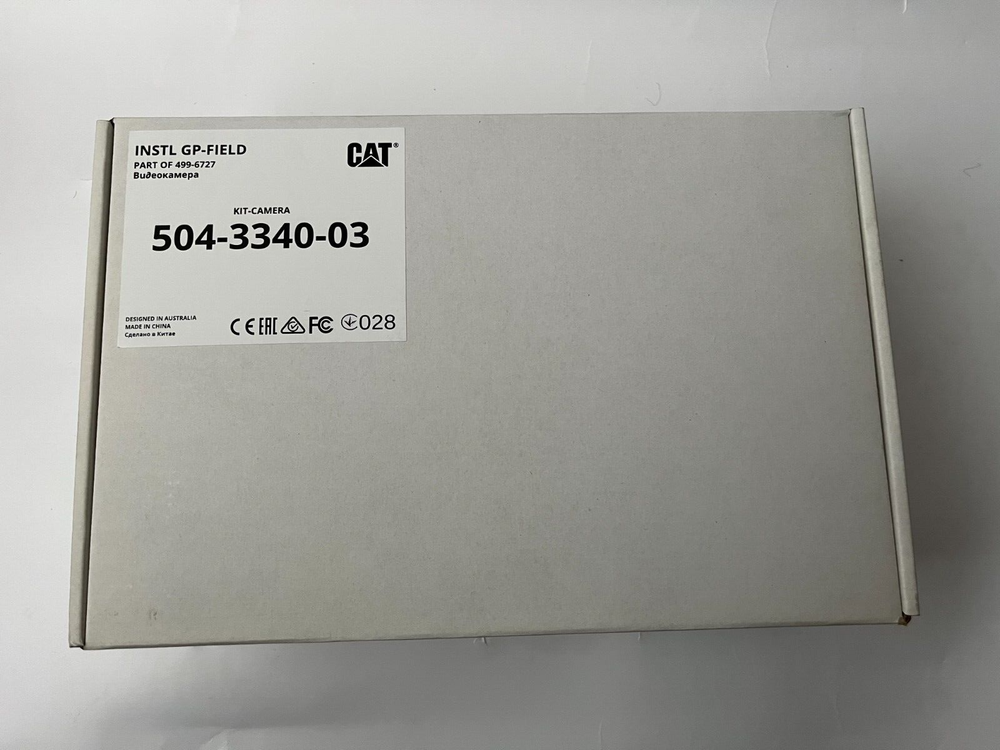 INSTL GP-FIELD
PART OF 499-6727
Видеокамера
CAT®
KIT-CAMERA
504-3340-03
DESIGNED IN AUSTRALIA
MADE IN CHINA
Сделано в Китае
CE EAC FC 028